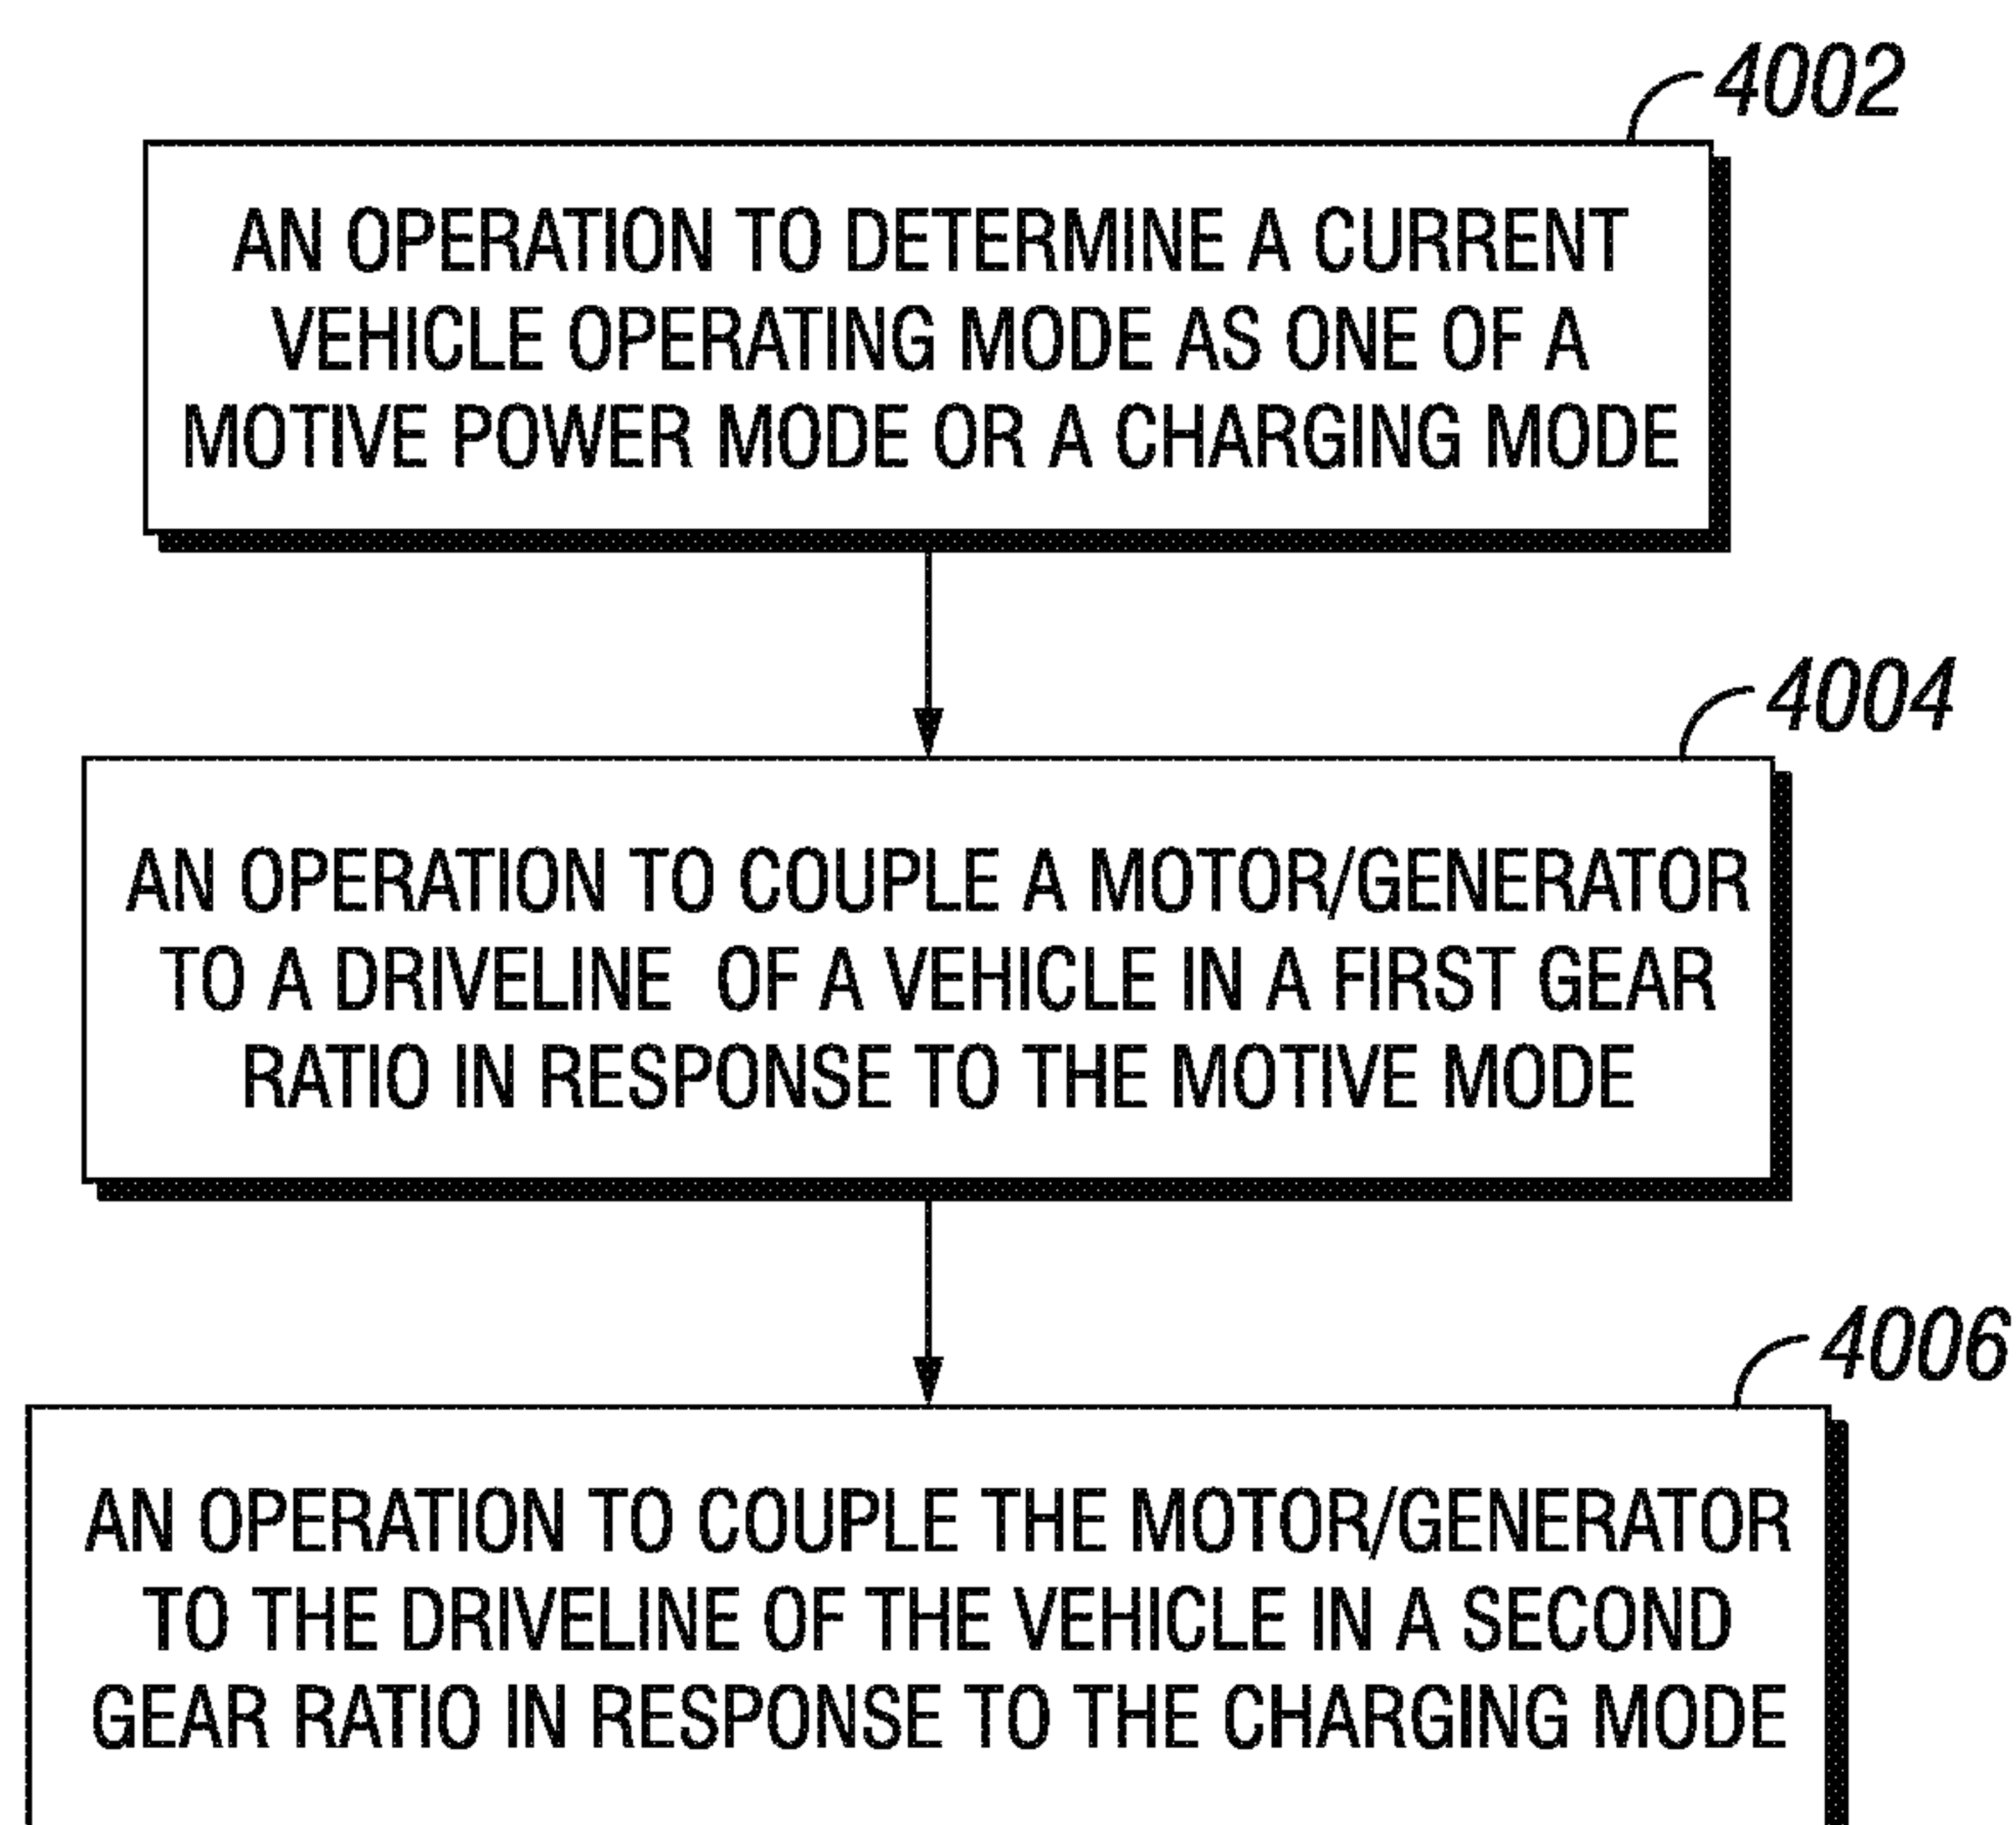 4002
AN OPERATION TO DETERMINE A CURRENT
VEHICLE OPERATING MODE AS ONE OF A
MOTIVE POWER MODE OR A CHARGING MODE
4004
AN OPERATION TO COUPLE A MOTOR/GENERATOR
TO A DRIVELINE OF A VEHICLE IN A FIRST GEAR
RATIO IN RESPONSE TO THE MOTIVE MODE
4006
AN OPERATION TO COUPLE THE MOTOR/GENERATOR
TO THE DRIVELINE OF THE VEHICLE IN A SECOND
GEAR RATIO IN RESPONSE TO THE CHARGING MODE